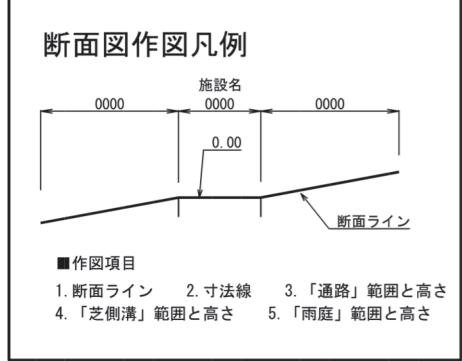 断面図作図凡例
施設名
0000 0000 0000
0.00
断面ライン
■作図項目
1.断面ライン 2.寸法線 3.「通路」範囲と高さ
4.「芝側溝」範囲と高さ 5.「雨庭」範囲と高さ